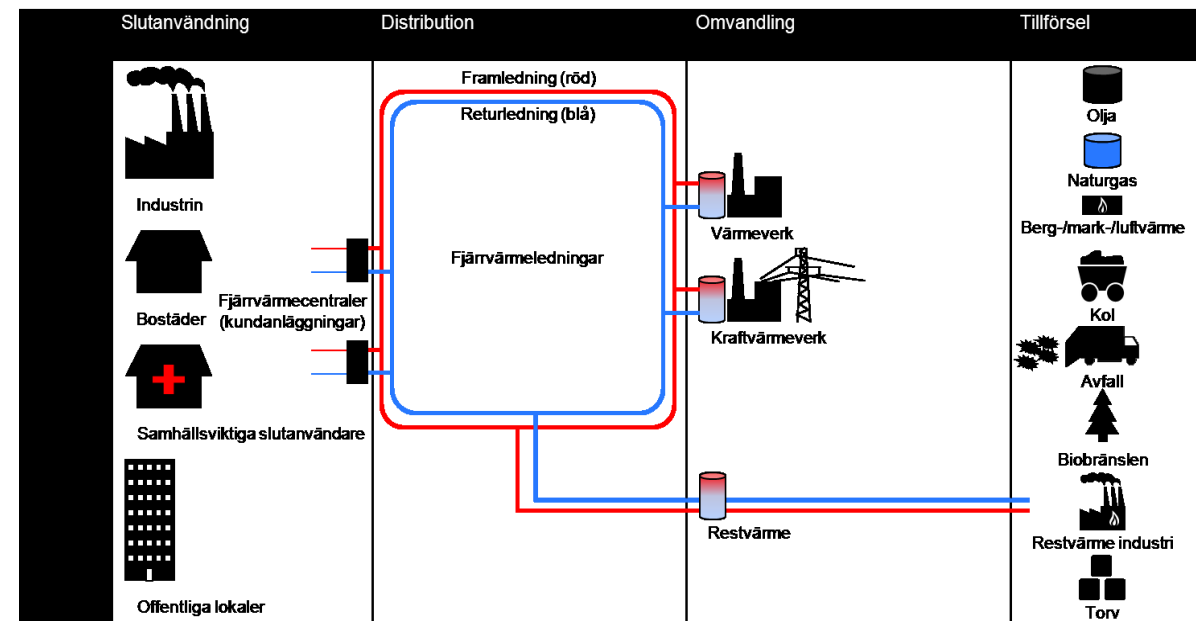 Slutanvändning
Distribution
Omvandling
Tillförsel
Industrin
Bostäder
Samhällsviktiga slutanvändare
Offentliga lokaler
Fjärrvärmecentraler
(kundanläggningar)
Framledning (röd)
Returledning (blå)
Fjärrvärmeledningar
Värmeverk
Kraftvärmeverk
Restvärme
Olja
Naturgas
Berg-/mark-/luftvärme
Kol
Avfall
Biobränslen
Restvärme industri
Torv